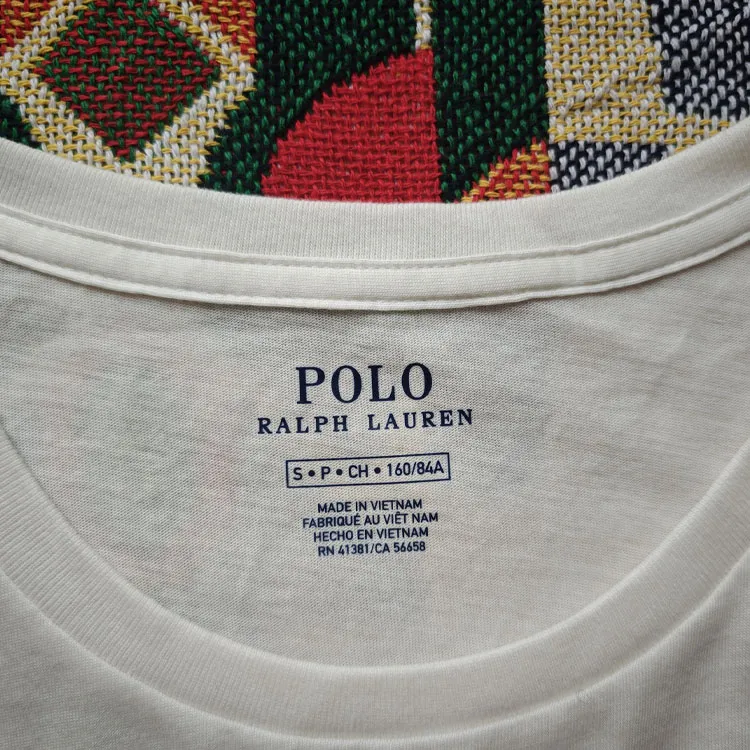 POLO
RALPH LAUREN
S • P • CH • 160/84A
MADE IN VIETNAM
FABRIQUÉ AU VIÊT NAM
HECHO EN VIETNAM
RN 41381/CA 56658